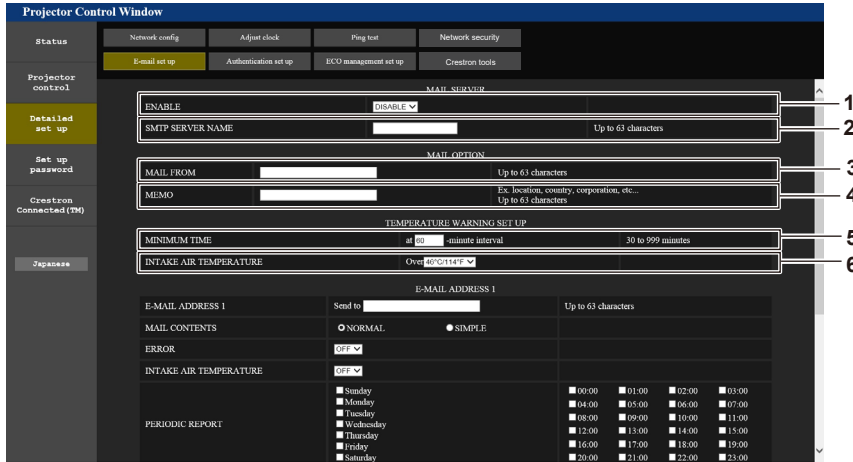 Projector Control Window
Status
Network config Adjust clock Ping test Network security
E-mail set up Authentication set up ECO management set up Crestron tools
Projector
control
Detailed
set up
Set up
password
Crestron
Connected(TM)
Japanese
MAIL SERVER
ENABLE DISABLE 1
SMTP SERVER NAME Up to 63 characters 2
MAIL OPTION
MAIL FROM Up to 63 characters 3
MEMO Ex. location, country, corporation, etc...
Up to 63 characters 4
TEMPERATURE WARNING SET UP
MINIMUM TIME at 60 -minute interval 30 to 999 minutes 5
INTAKE AIR TEMPERATURE Over 46°C/114°F 6
E-MAIL ADDRESS 1
E-MAIL ADDRESS 1 Send to Up to 63 characters
MAIL CONTENTS NORMAL SIMPLE
ERROR OFF
INTAKE AIR TEMPERATURE OFF
PERIODIC REPORT
Sunday
Monday
Tuesday
Wednesday
Thursday
Friday
Saturday
00:00 01:00 02:00 03:00
04:00 05:00 06:00 07:00
08:00 09:00 10:00 11:00
12:00 13:00 14:00 15:00
16:00 17:00 18:00 19:00
20:00 21:00 22:00 23:00